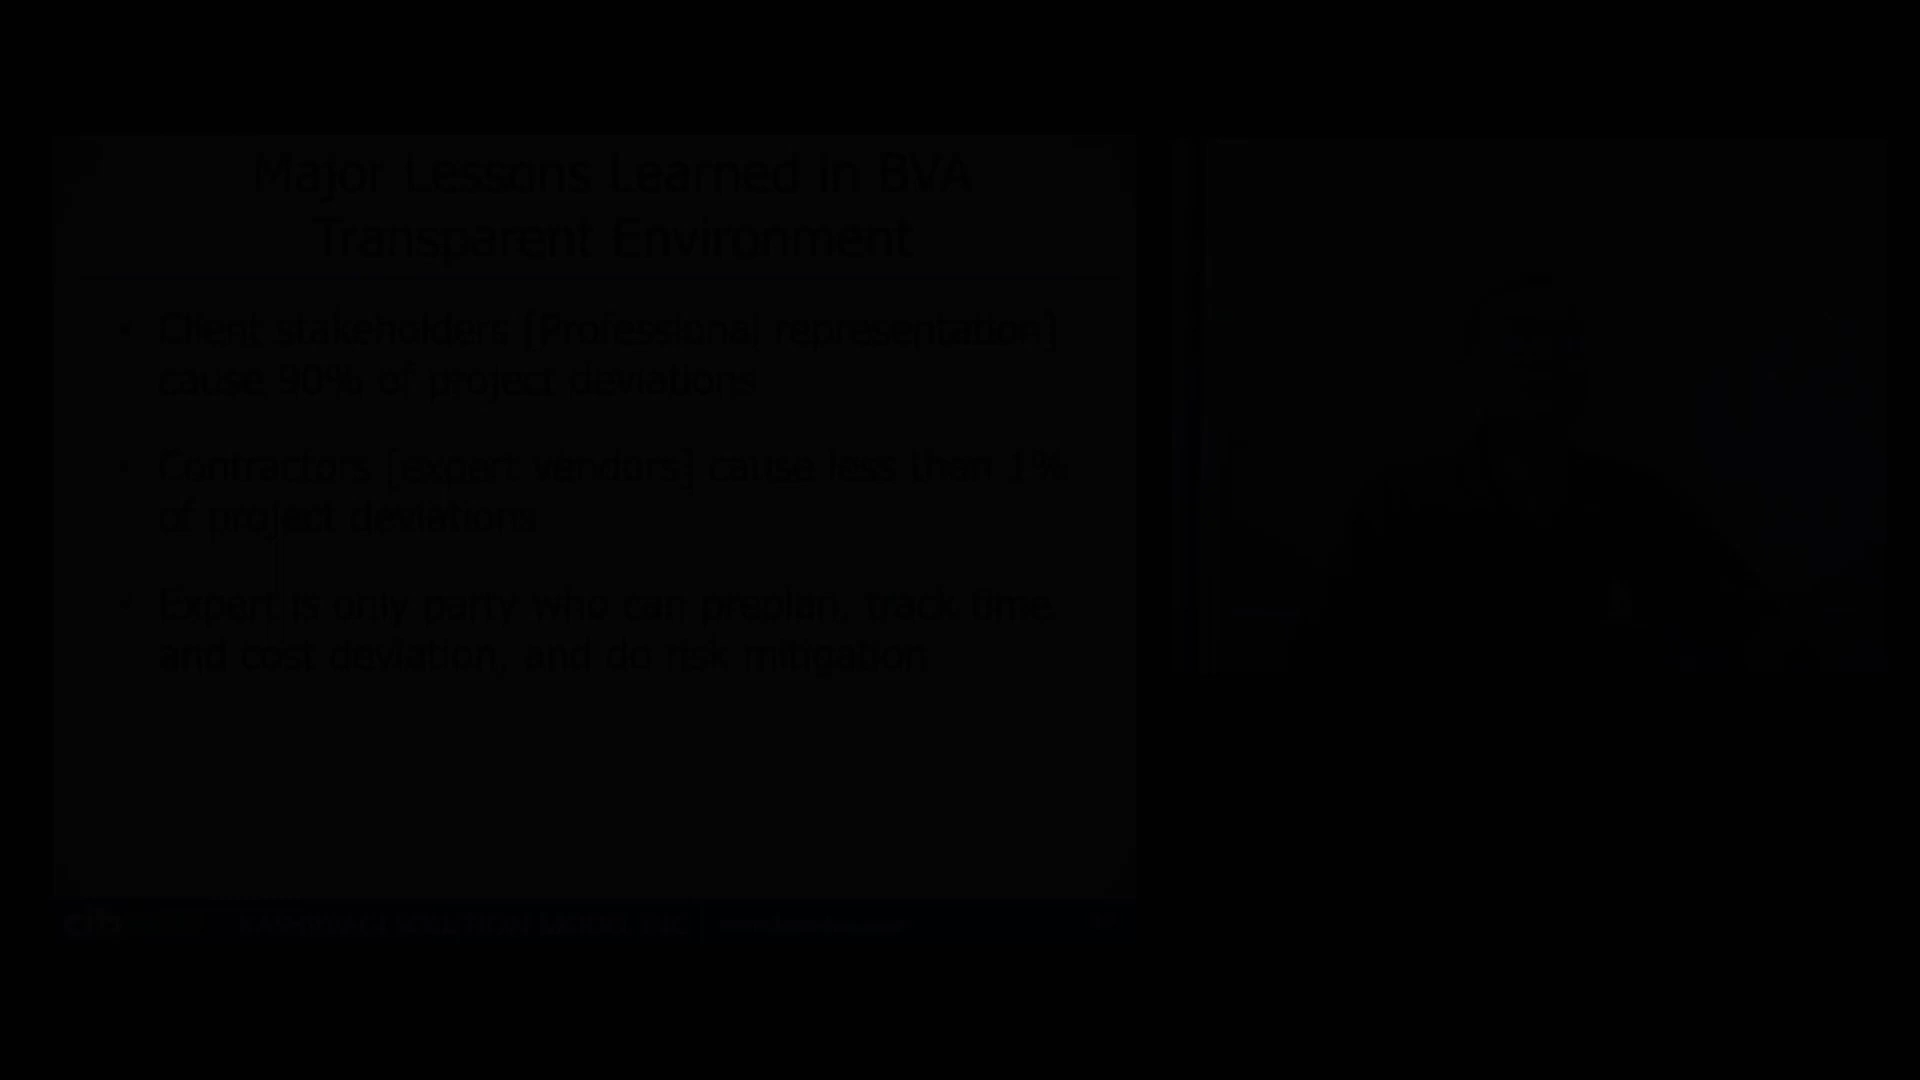 Major Lessons Learned in BVA
Transparent Environment
• Client stakeholders [Professional representation]
cause 90% of project deviations
• Contractors [expert vendors] cause less than 1%
of project deviations
• Expert is only party who can preplan, track time
and cost deviation, and do risk mitigation
cib